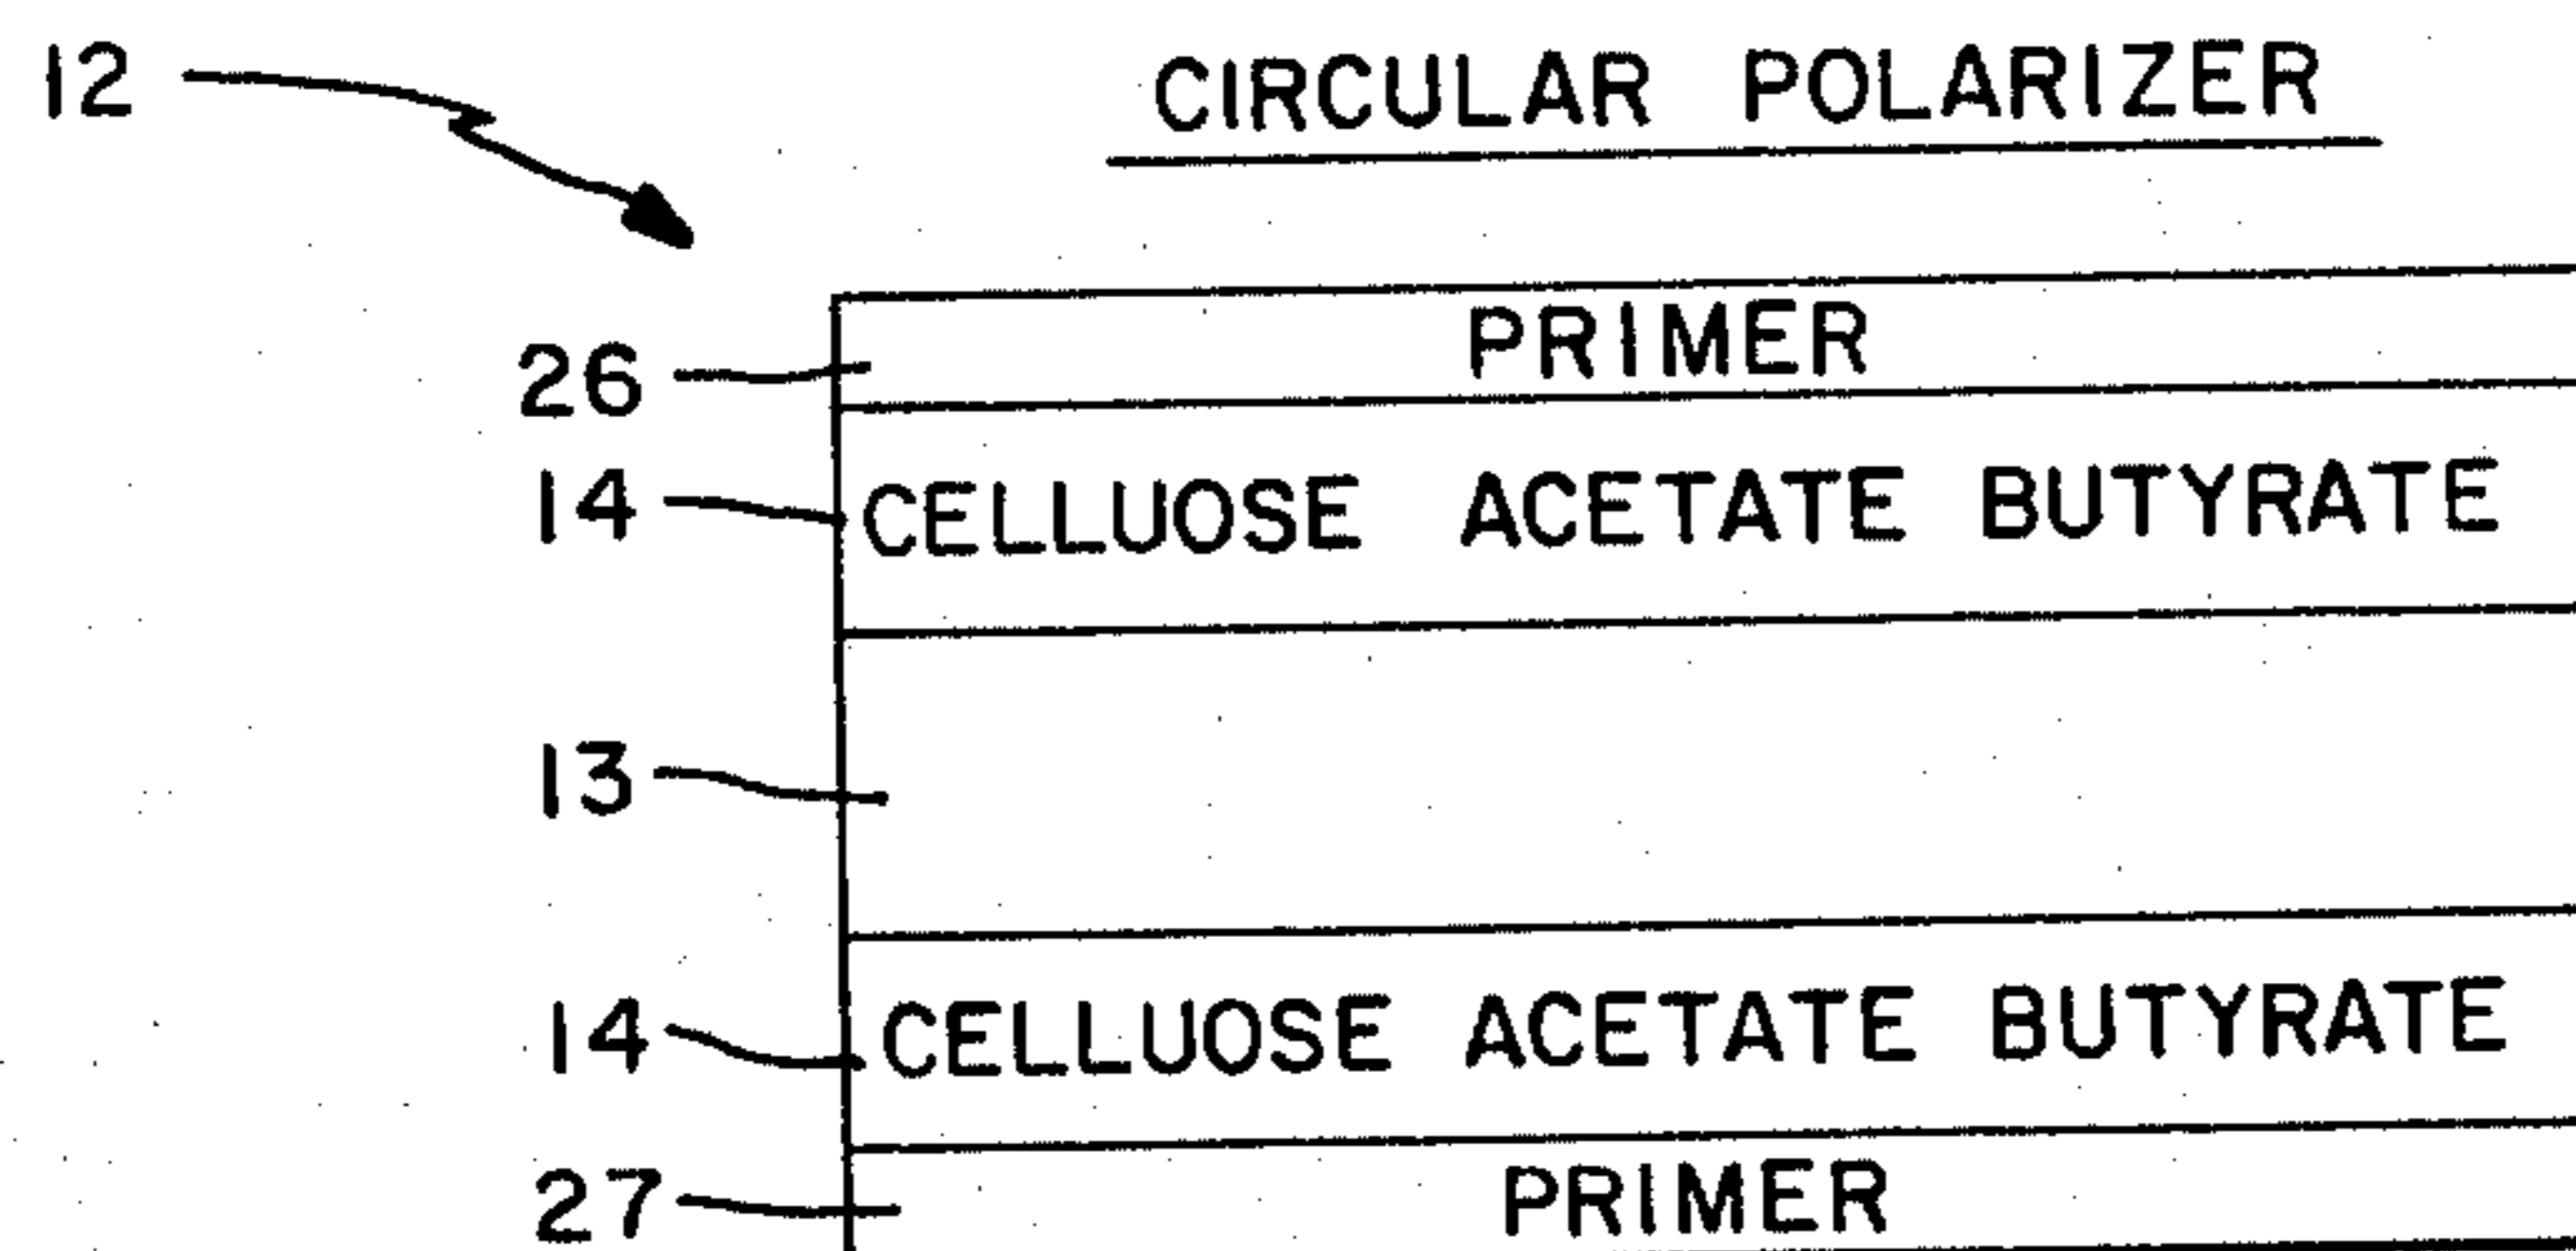 12 CIRCULAR POLARIZER
26 PRIMER
14 CELLUOSE ACETATE BUTYRATE
13
14 CELLUOSE ACETATE BUTYRATE
27 PRIMER